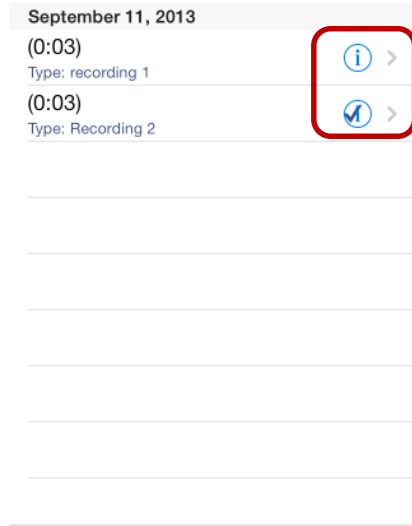 September 11, 2013
(0:03)
Type: recording 1
(0:03)
Type: Recording 2